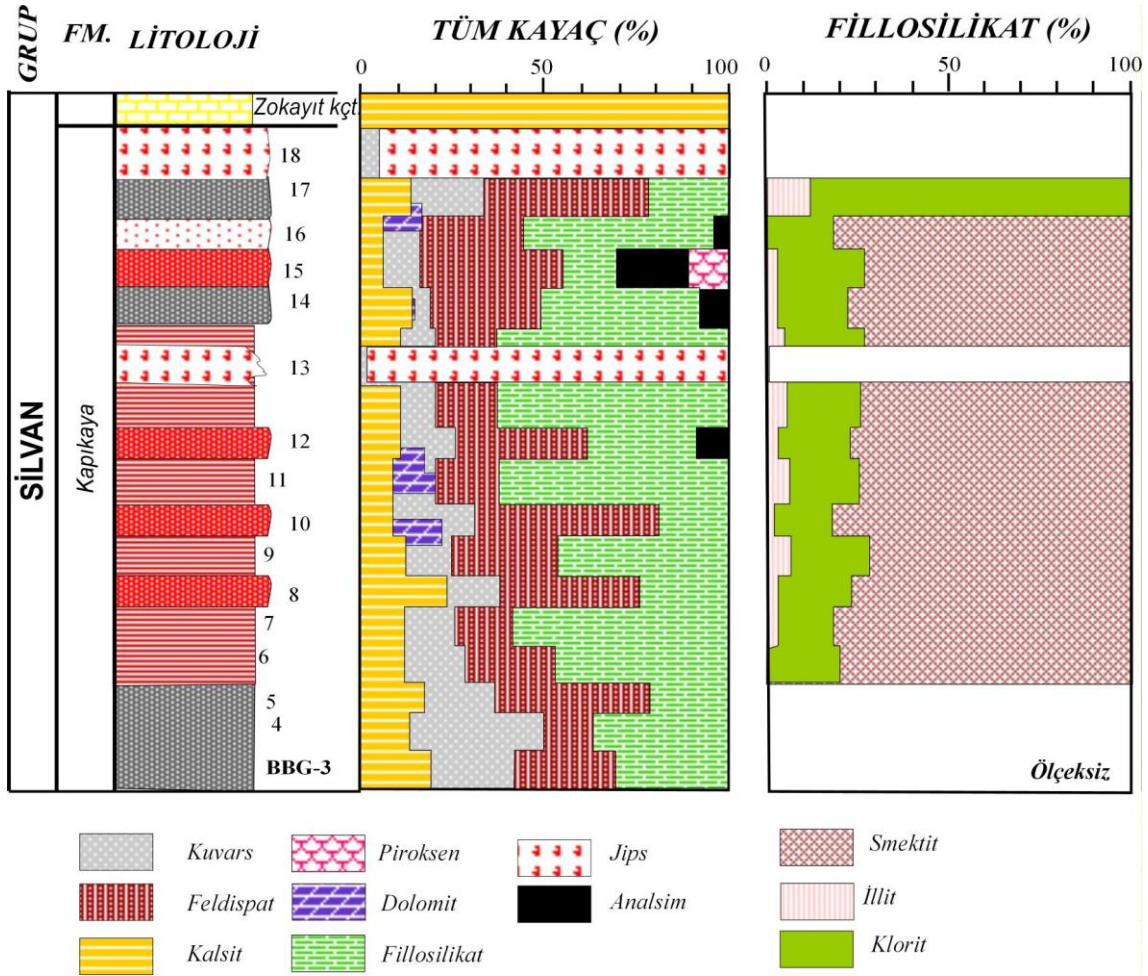 GRUP FM. LİTOLOJİ TÜM KAYAÇ (%) FİLLOSİLİKAT (%)
0 50 100 0 50 100
Zokayıt kçt.
SİLVAN
Kapıkaya
18
17
16
15
14
13
12
11
10
9
8
7
6
5
4
BBG-3
Ölçeksiz
Kuvars Piroksen Jips Smektit
Feldispat Dolomit Analsim İllit
Kalsit Fillosilikat Klorit